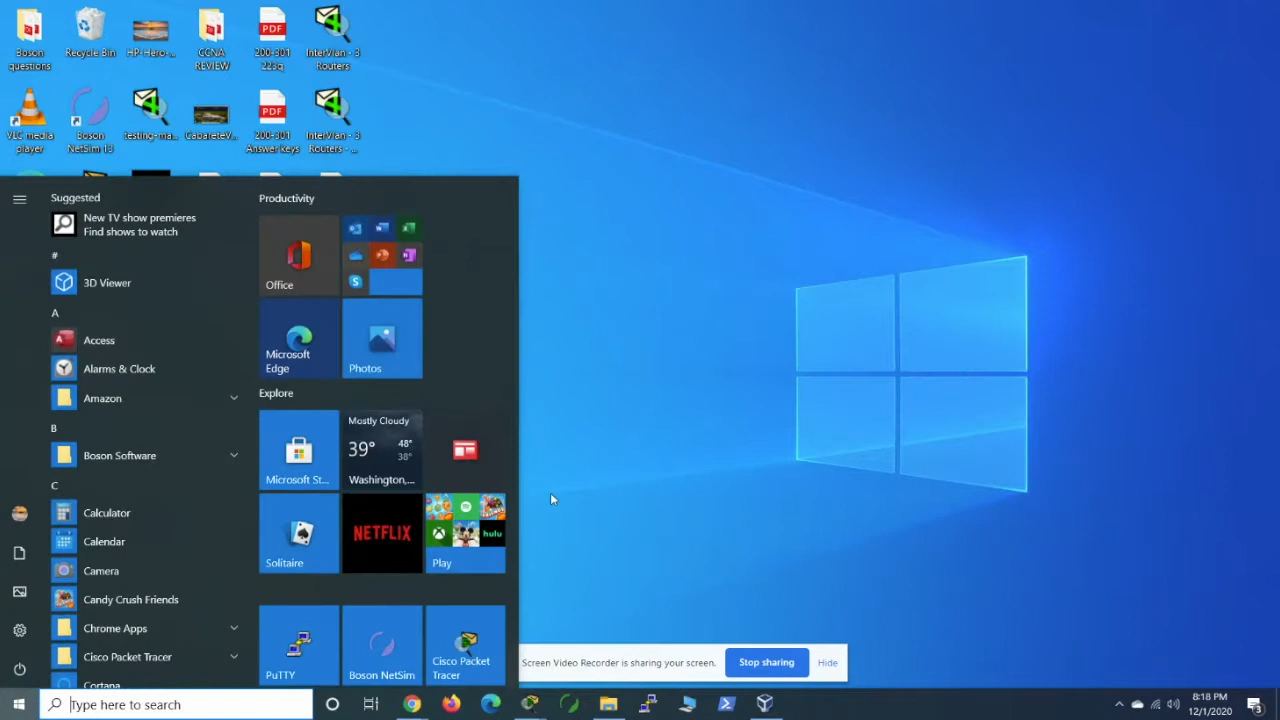 Boson
questions
Recycle Bin
HP-Hero-...
CCNA
REVIEW
PDF
200-301
223q
InterVlan - 3
Routers
VLC media
player
Boson
NetSim 13
testing-ma...
CabareteV...
PDF
200-301
Answer keys
InterVlan - 3
Routers - ...
Suggested
New TV show premieres
Find shows to watch
#
3D Viewer
A
Access
Alarms & Clock
Amazon
B
Boson Software
C
Calculator
Calendar
Camera
Candy Crush Friends
Chrome Apps
Cisco Packet Tracer
Cortana
Productivity
Office
Microsoft
Edge
Photos
Explore
Microsoft St...
Mostly Cloudy
39°
48°
38°
Washington,...
Solitaire
NETFLIX
hulu
Play
PuTTY
Boson NetSim
Cisco Packet
Tracer
Screen Video Recorder is sharing your screen.
Stop sharing
Hide
Type here to search
8:18 PM
12/1/2020
3